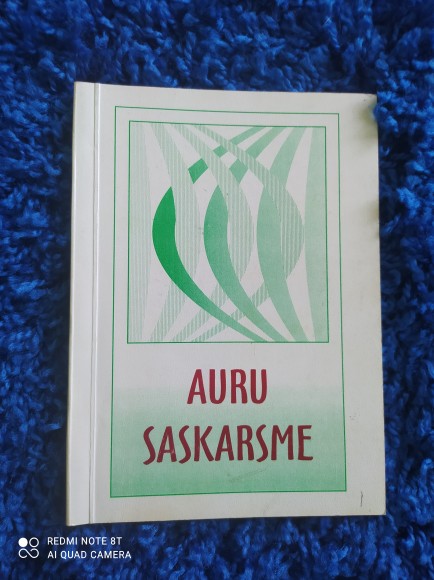 AURU
SASKARSME
REDMI NOTE 8T
AI QUAD CAMERA